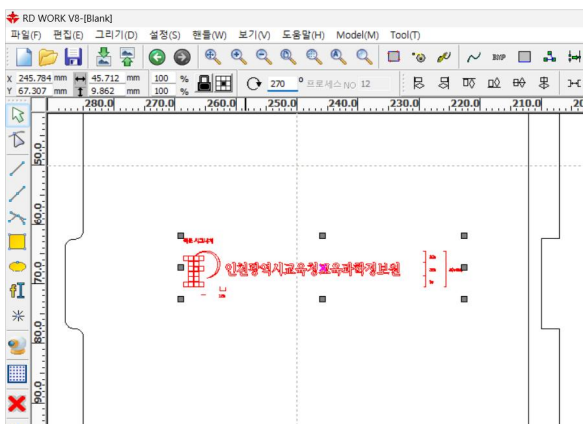 RD WORK V8-[Blank]
파일(F) 편집(E) 그리기(D) 설정(S) 핸들(W) 보기(V) 도움말(H) Model(M) Tool(T)
X 245.784 mm 45.712 mm 100 %
Y 67.307 mm 9.862 mm 100 %
270 ° 프로세스 NO 12
BMP
280.0 270.0 260.0 250.0 240.0 230.0 220.0 210.0 20
50.0
60.0
70.0
80.0
90.0
인천광역시교육청교육과학정보원